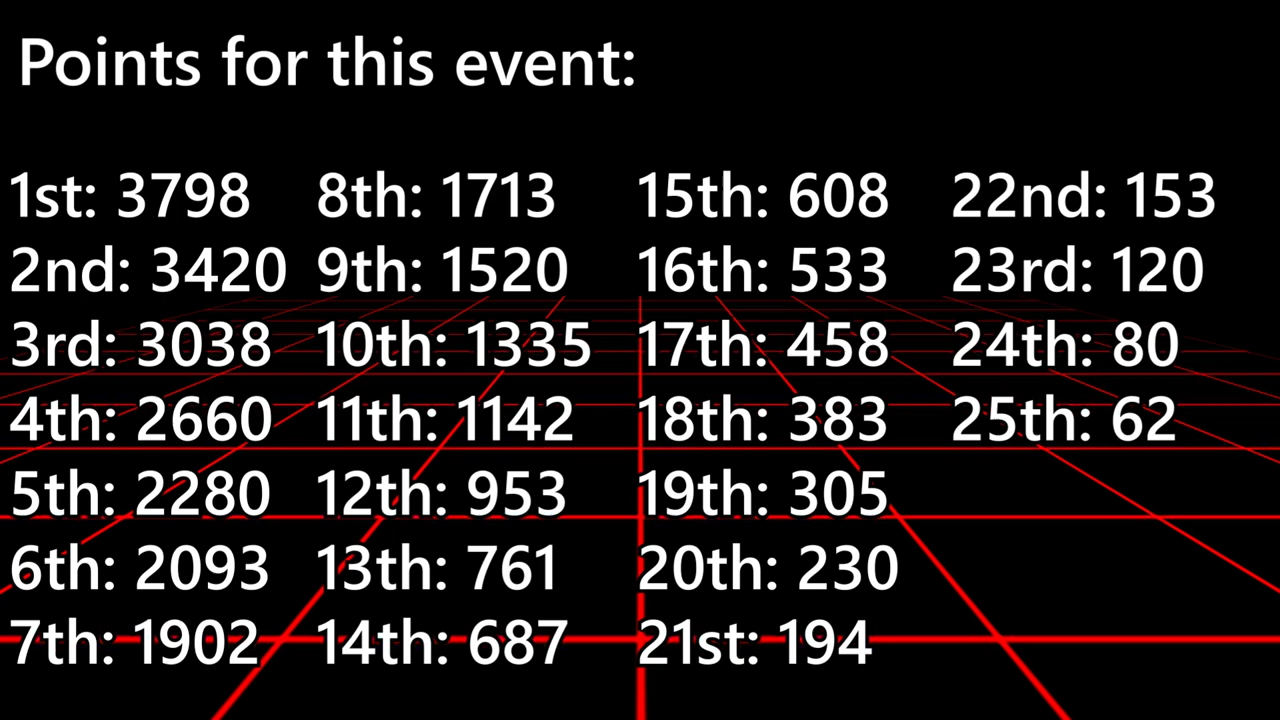 Points for this event:
1st: 3798
2nd: 3420
3rd: 3038
4th: 2660
5th: 2280
6th: 2093
7th: 1902
8th: 1713
9th: 1520
10th: 1335
11th: 1142
12th: 953
13th: 761
14th: 687
15th: 608
16th: 533
17th: 458
18th: 383
19th: 305
20th: 230
21st: 194
22nd: 153
23rd: 120
24th: 80
25th: 62